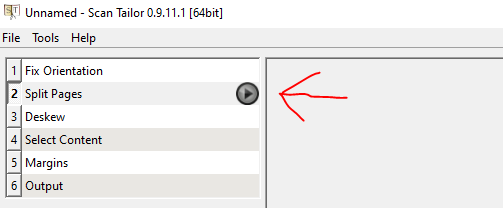 Unnamed - Scan Tailor 0.9.11.1 [64bit]
File Tools Help
1 Fix Orientation
2 Split Pages
3 Deskew
4 Select Content
5 Margins
6 Output